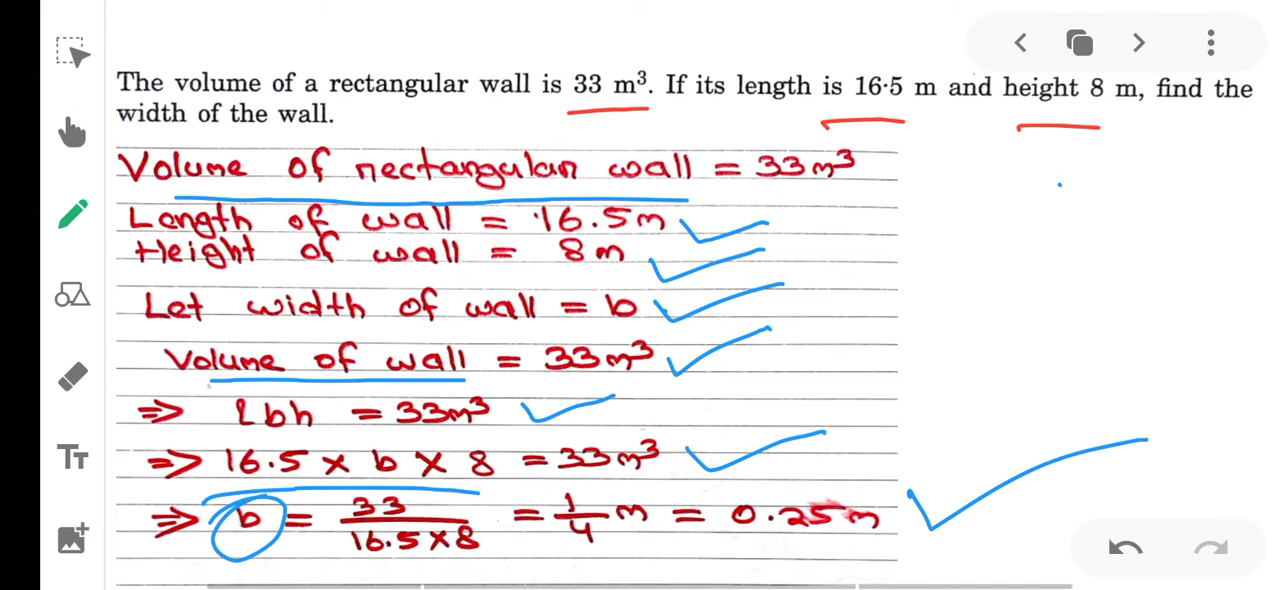 The volume of a rectangular wall is 33 m³. If its length is 16·5 m and height 8 m, find the
width of the wall.
Volume of rectangular wall = 33m³
Length of wall = 16.5m
Height of wall = 8m
Let width of wall = b
Volume of wall = 33m³
⇒ lbh = 33m³
⇒ 16.5 × b × 8 = 33m³
⇒ b = 33/16.5×8 = 1/4 m = 0.25m
TT